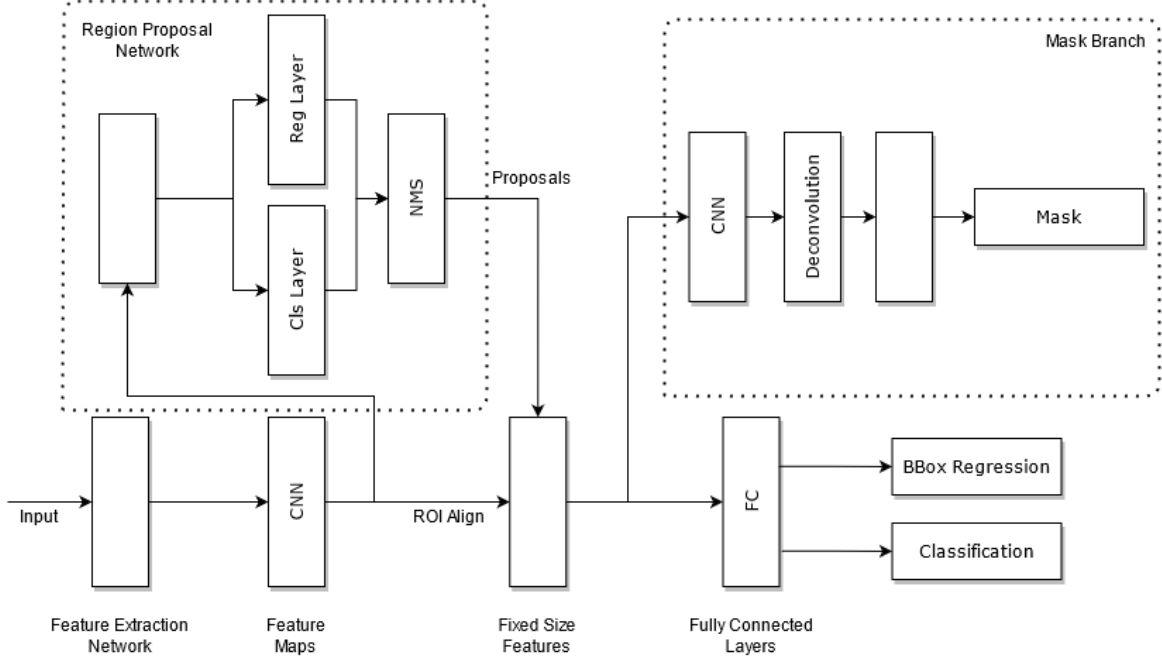 Region Proposal
Network
Reg Layer
Cls Layer
NMS
Proposals
Mask Branch
CNN
Deconvolution
Mask
Input
CNN
ROI Align
FC
BBox Regression
Classification
Feature Extraction
Network
Feature
Maps
Fixed Size
Features
Fully Connected
Layers